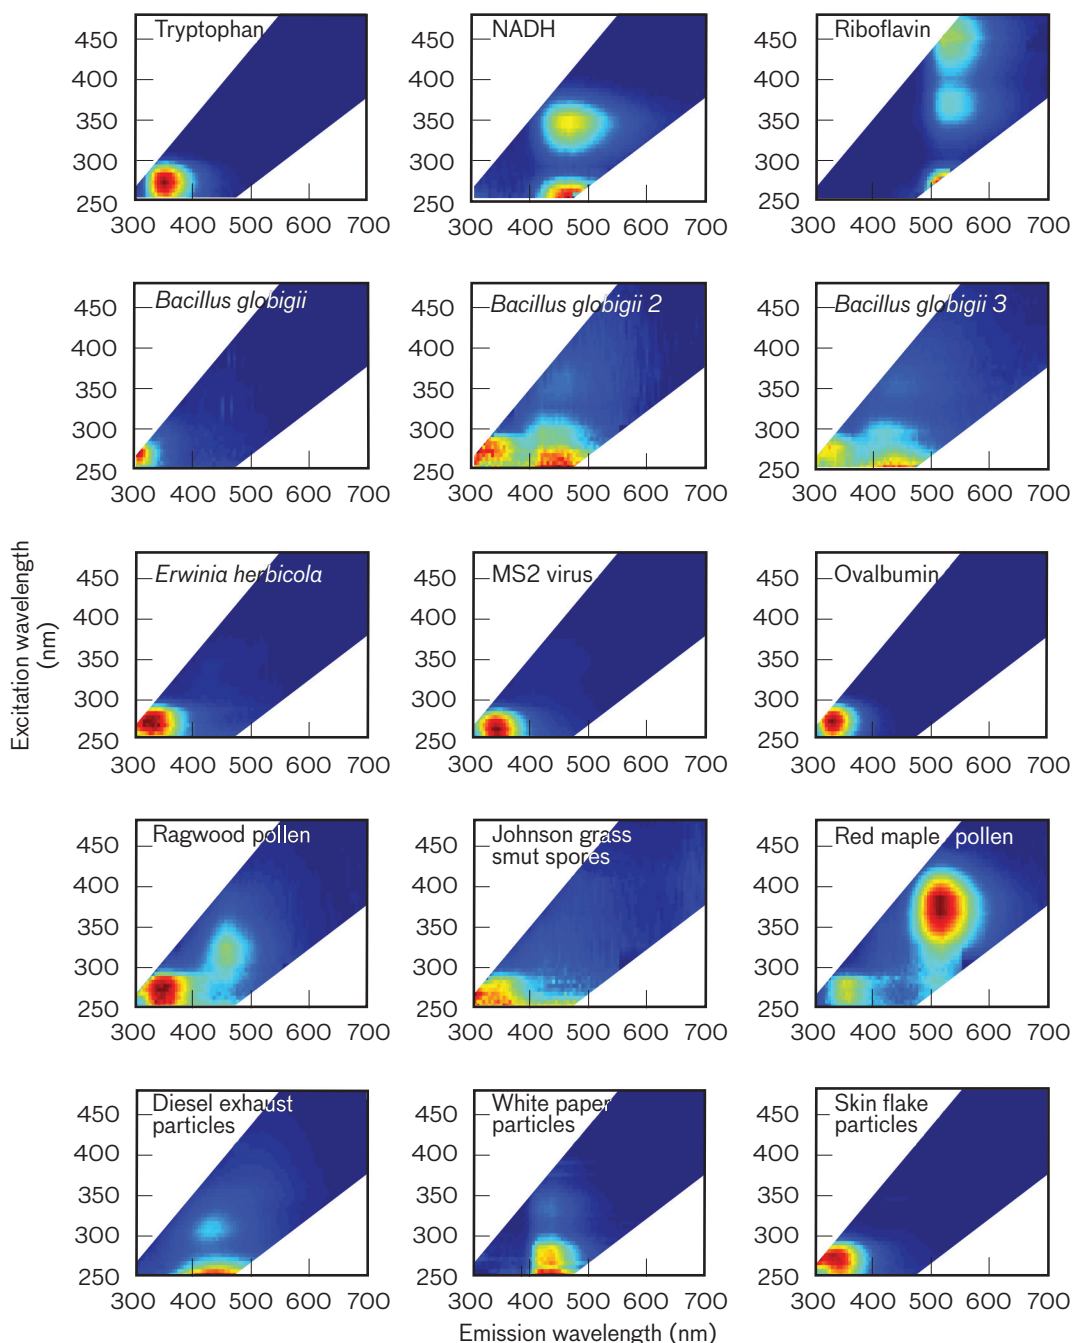 Tryptophan
NADH
Riboflavin
450
400
350
300
250
300 400 500 600 700
450
400
350
300
250
300 400 500 600 700
450
400
350
300
250
300 400 500 600 700
Bacillus globigii
Bacillus globigii 2
Bacillus globigii 3
450
400
350
300
250
300 400 500 600 700
450
400
350
300
250
300 400 500 600 700
450
400
350
300
250
300 400 500 600 700
Excitation wavelength
(nm)
Erwinia herbicola
MS2 virus
Ovalbumin
450
400
350
300
250
300 400 500 600 700
450
400
350
300
250
300 400 500 600 700
450
400
350
300
250
300 400 500 600 700
Ragwood pollen
Johnson grass
smut spores
Red maple pollen
450
400
350
300
250
300 400 500 600 700
450
400
350
300
250
300 400 500 600 700
450
400
350
300
250
300 400 500 600 700
Diesel exhaust
particles
White paper
particles
Skin flake
particles
450
400
350
300
250
300 400 500 600 700
450
400
350
300
250
300 400 500 600 700
450
400
350
300
250
300 400 500 600 700
Emission wavelength (nm)